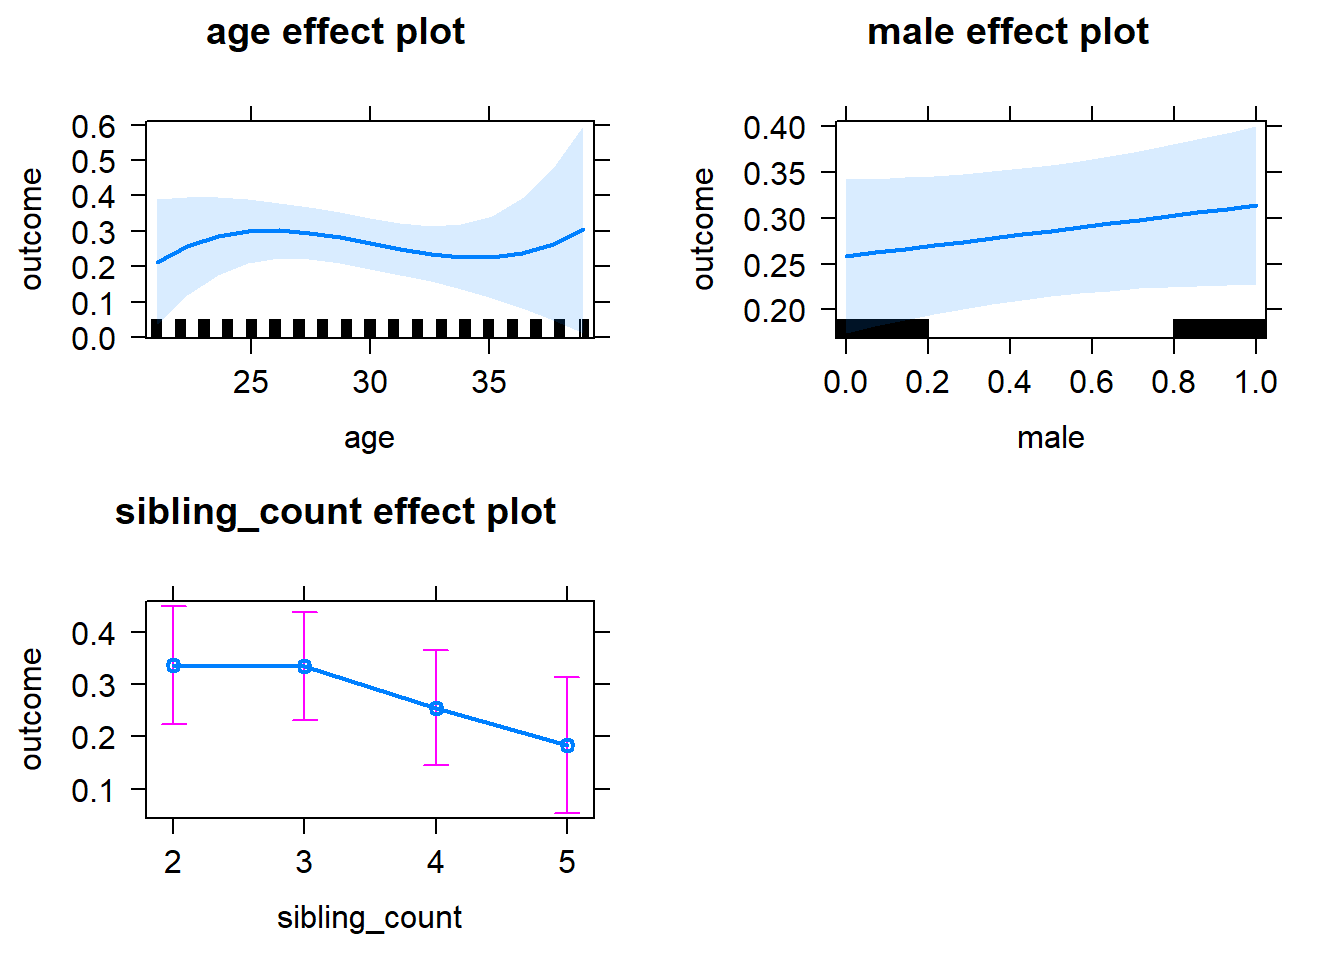 age effect plot
outcome
0.6
0.5
0.4
0.3
0.2
0.1
0.0
25 30 35
age
male effect plot
outcome
0.40
0.35
0.30
0.25
0.20
0.0 0.2 0.4 0.6 0.8 1.0
male
sibling_count effect plot
outcome
0.4
0.3
0.2
0.1
2 3 4 5
sibling_count